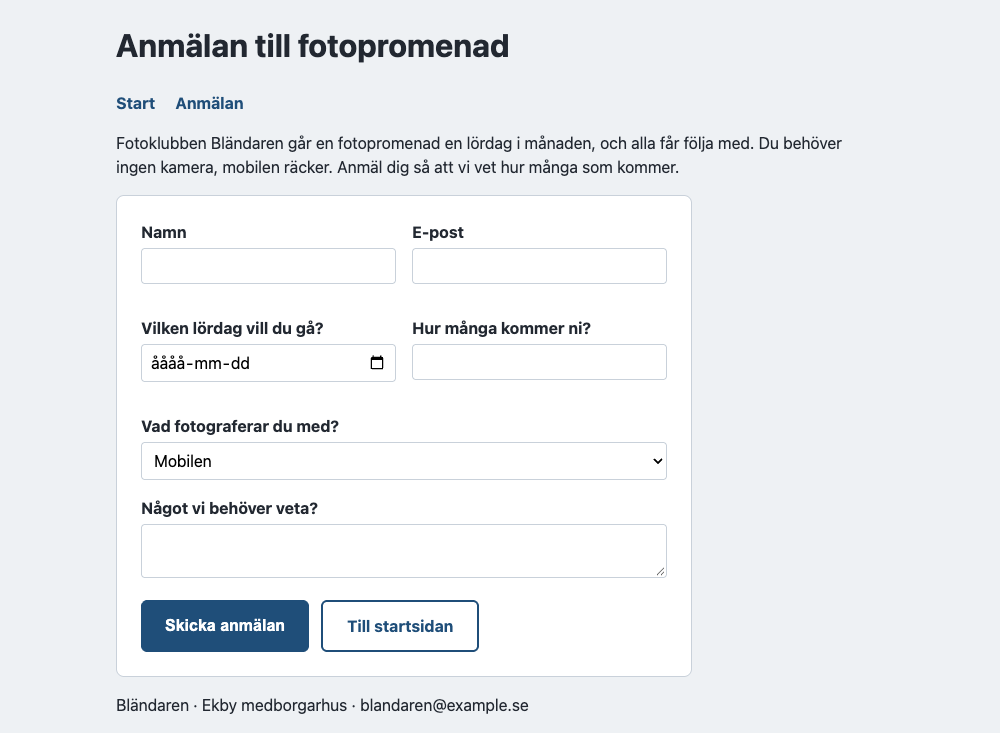 Anmälan till fotopromenad
Start Anmälan
Fotoklubben Bländaren går en fotopromenad en lördag i månaden, och alla får följa med. Du behöver
ingen kamera, mobilen räcker. Anmäl dig så att vi vet hur många som kommer.
Namn
E-post
Vilken lördag vill du gå?
Hur många kommer ni?
åååå-mm-dd
Vad fotograferar du med?
Mobilen
Något vi behöver veta?
Skicka anmälan
Till startsidan
Bländaren · Ekby medborgarhus · blandaren@example.se